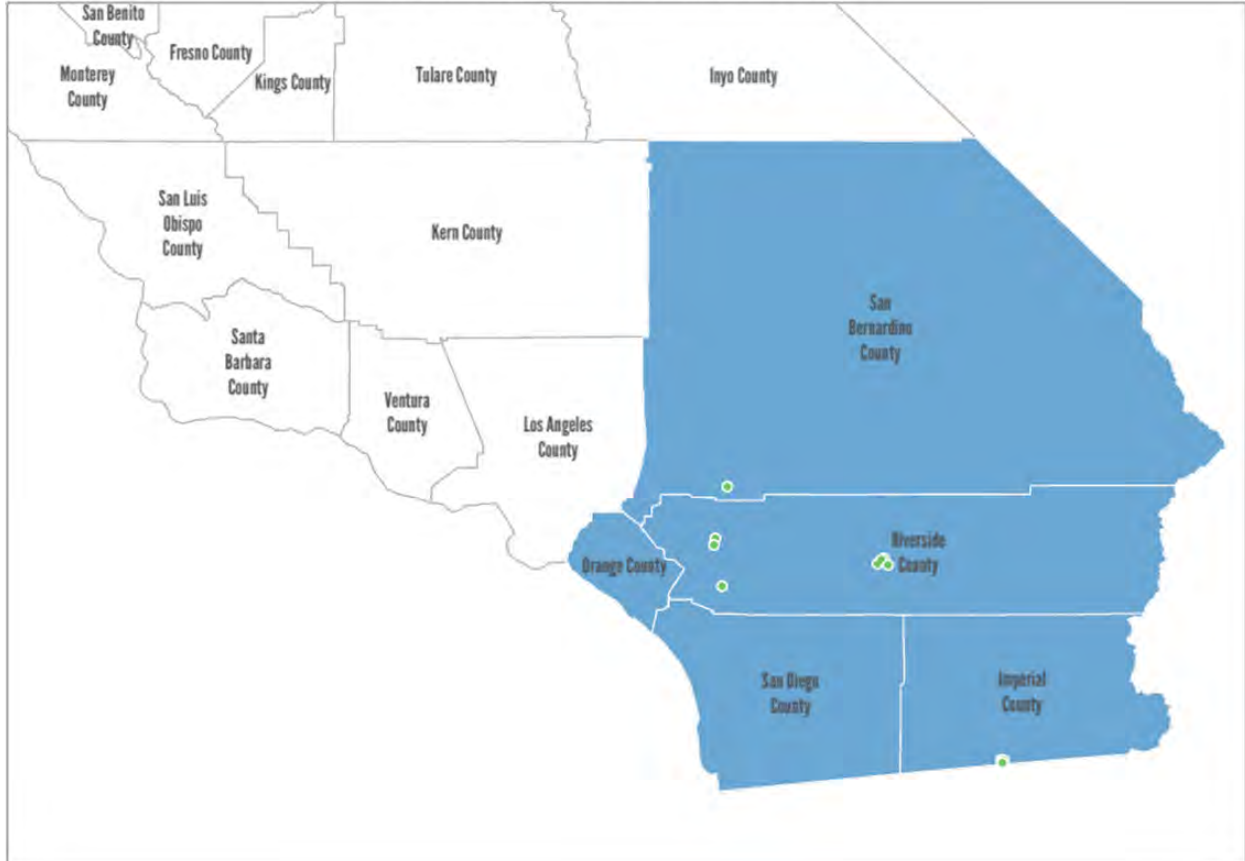 San Benito
County
Fresno County
Monterey
County
Kings County
Tulare County
Inyo County
San Luis
Obispo
County
Kern County
San
Bernardino
County
Santa
Barbara
County
Ventura
County
Los Angeles
County
Riverside
County
Orange County
San Diego
County
Imperial
County